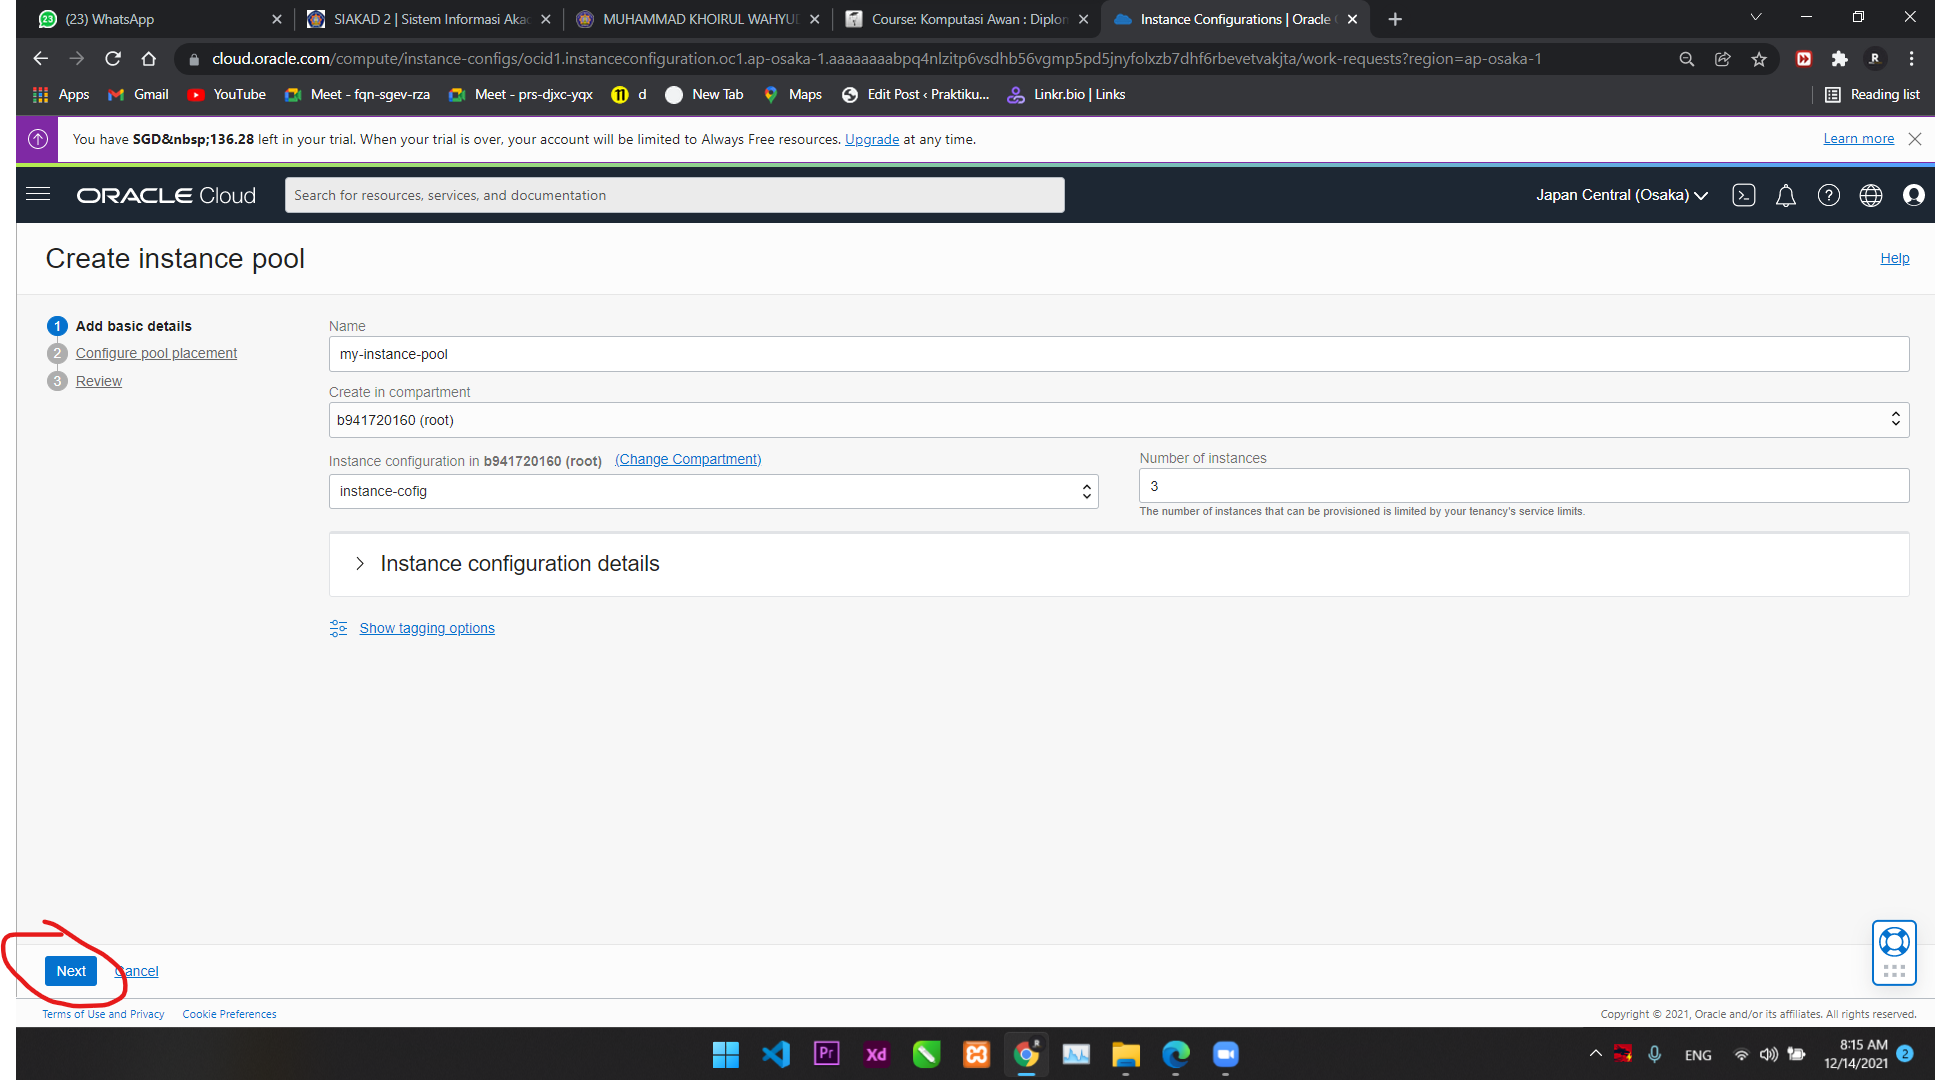 (23) WhatsApp
SIAKAD 2 | Sistem Informasi Akad
MUHAMMAD KHOIRUL WAHYUD
Course: Komputasi Awan : Diplom
Instance Configurations | Oracle C
cloud.oracle.com/compute/instance-configs/ocid1.instanceconfiguration.oc1.ap-osaka-1.aaaaaaaabpq4nlzitp6vsdhb56vgmp5pd5jnyfolxzb7dhf6rbevetvakjta/work-requests?region=ap-osaka-1
R
Apps
Gmail
YouTube
Meet - fqn-sgev-rza
Meet - prs-djxc-yqx
11 d
New Tab
Maps
Edit Post ‹ Praktiku...
Linkr.bio | Links
Reading list
You have SGD&nbsp;136.28 left in your trial. When your trial is over, your account will be limited to Always Free resources. Upgrade at any time.
Learn more
ORACLE Cloud
Search for resources, services, and documentation
Japan Central (Osaka)
Create instance pool
Help
1 Add basic details
2 Configure pool placement
3 Review
Name
my-instance-pool
Create in compartment
b941720160 (root)
Instance configuration in b941720160 (root) (Change Compartment)
instance-cofig
Number of instances
3
The number of instances that can be provisioned is limited by your tenancy's service limits.
Instance configuration details
Show tagging options
Next
Cancel
Terms of Use and Privacy
Cookie Preferences
Copyright © 2021, Oracle and/or its affiliates. All rights reserved.
Pr
Xd
R
ENG
8:15 AM
12/14/2021
2